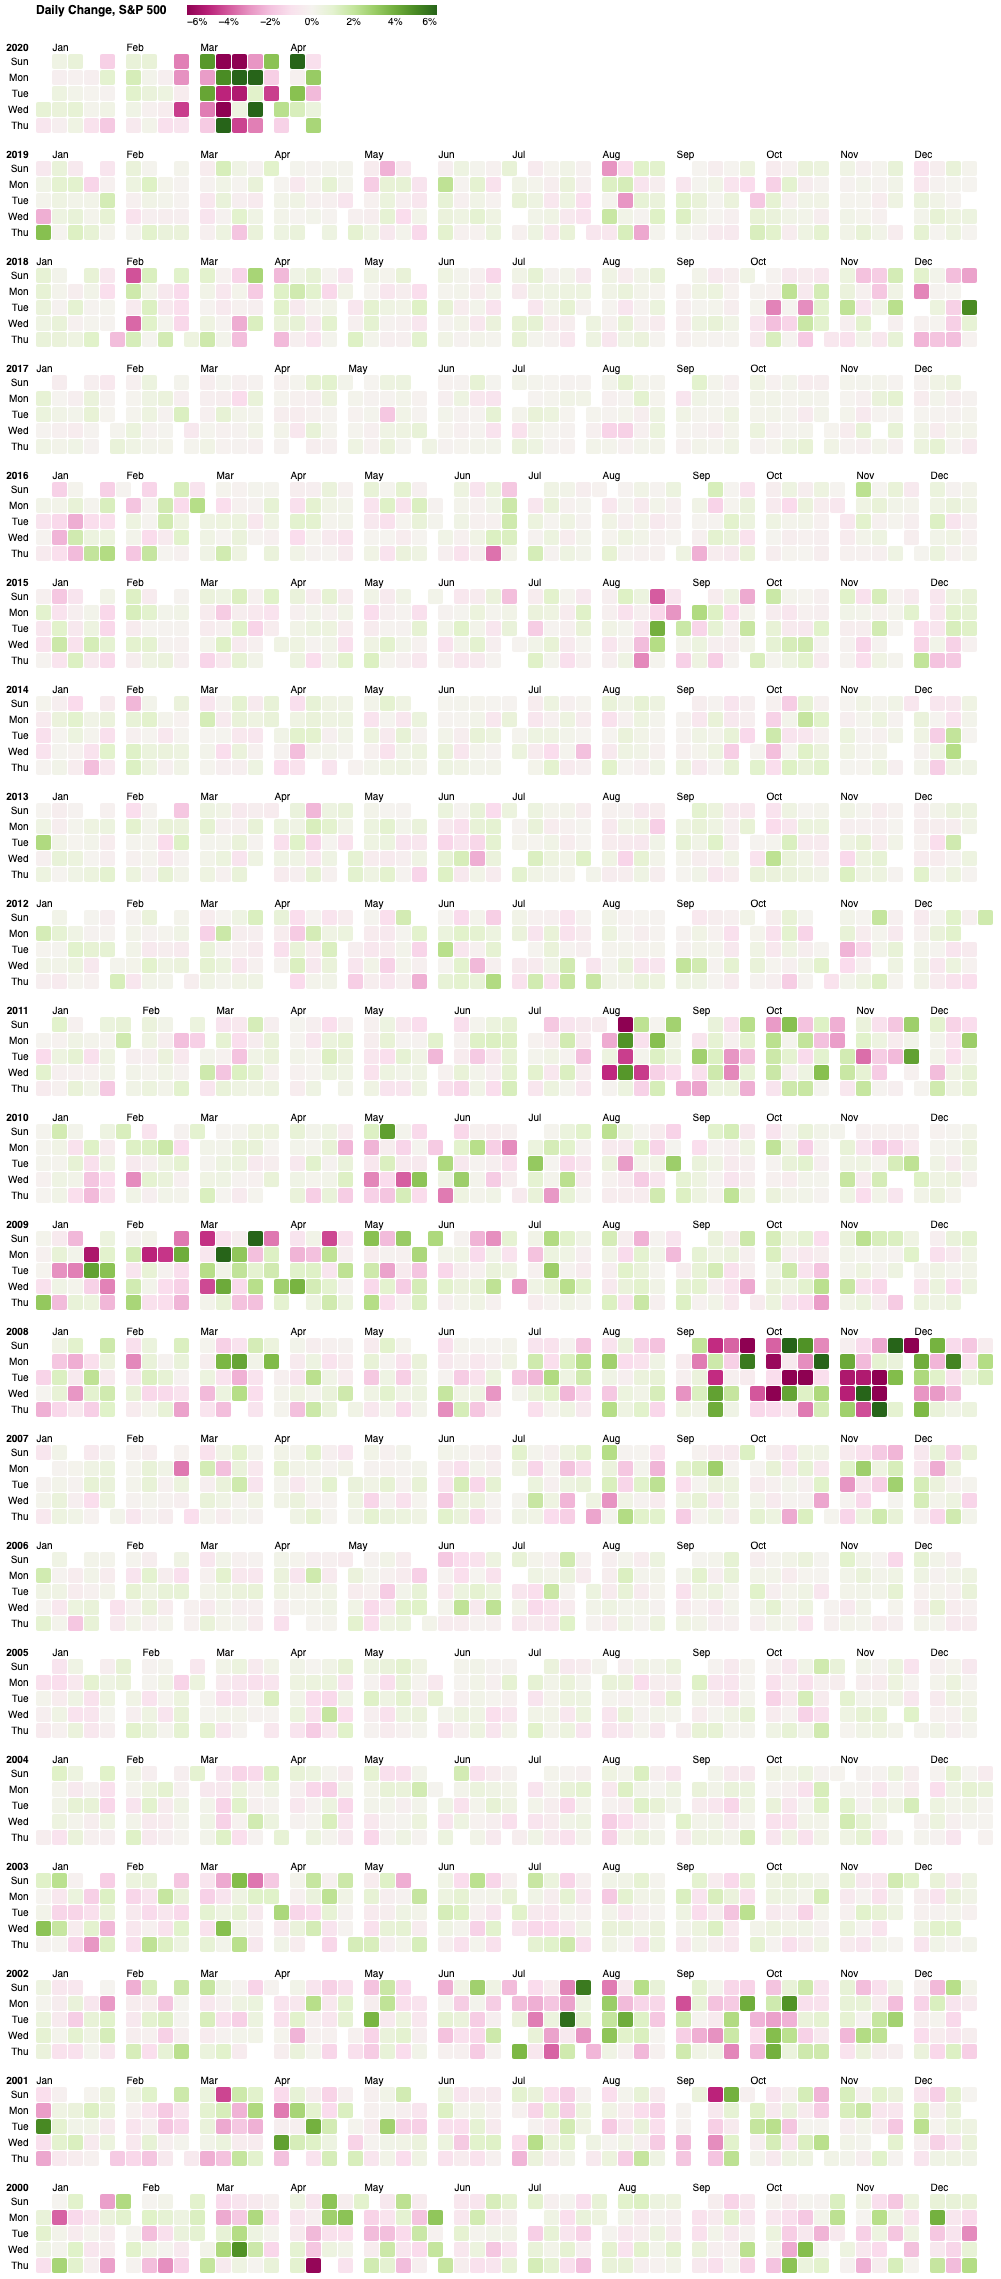 Daily Change, S&P 500
−6% −4% −2% 0% 2% 4% 6%
2020 Jan Feb Mar Apr
Sun
Mon
Tue
Wed
Thu
2019 Jan Feb Mar Apr May Jun Jul Aug Sep Oct Nov Dec
Sun
Mon
Tue
Wed
Thu
2018 Jan Feb Mar Apr May Jun Jul Aug Sep Oct Nov Dec
Sun
Mon
Tue
Wed
Thu
2017 Jan Feb Mar Apr May Jun Jul Aug Sep Oct Nov Dec
Sun
Mon
Tue
Wed
Thu
2016 Jan Feb Mar Apr May Jun Jul Aug Sep Oct Nov Dec
Sun
Mon
Tue
Wed
Thu
2015 Jan Feb Mar Apr May Jun Jul Aug Sep Oct Nov Dec
Sun
Mon
Tue
Wed
Thu
2014 Jan Feb Mar Apr May Jun Jul Aug Sep Oct Nov Dec
Sun
Mon
Tue
Wed
Thu
2013 Jan Feb Mar Apr May Jun Jul Aug Sep Oct Nov Dec
Sun
Mon
Tue
Wed
Thu
2012 Jan Feb Mar Apr May Jun Jul Aug Sep Oct Nov Dec
Sun
Mon
Tue
Wed
Thu
2011 Jan Feb Mar Apr May Jun Jul Aug Sep Oct Nov Dec
Sun
Mon
Tue
Wed
Thu
2010 Jan Feb Mar Apr May Jun Jul Aug Sep Oct Nov Dec
Sun
Mon
Tue
Wed
Thu
2009 Jan Feb Mar Apr May Jun Jul Aug Sep Oct Nov Dec
Sun
Mon
Tue
Wed
Thu
2008 Jan Feb Mar Apr May Jun Jul Aug Sep Oct Nov Dec
Sun
Mon
Tue
Wed
Thu
2007 Jan Feb Mar Apr May Jun Jul Aug Sep Oct Nov Dec
Sun
Mon
Tue
Wed
Thu
2006 Jan Feb Mar Apr May Jun Jul Aug Sep Oct Nov Dec
Sun
Mon
Tue
Wed
Thu
2005 Jan Feb Mar Apr May Jun Jul Aug Sep Oct Nov Dec
Sun
Mon
Tue
Wed
Thu
2004 Jan Feb Mar Apr May Jun Jul Aug Sep Oct Nov Dec
Sun
Mon
Tue
Wed
Thu
2003 Jan Feb Mar Apr May Jun Jul Aug Sep Oct Nov Dec
Sun
Mon
Tue
Wed
Thu
2002 Jan Feb Mar Apr May Jun Jul Aug Sep Oct Nov Dec
Sun
Mon
Tue
Wed
Thu
2001 Jan Feb Mar Apr May Jun Jul Aug Sep Oct Nov Dec
Sun
Mon
Tue
Wed
Thu
2000 Jan Feb Mar Apr May Jun Jul Aug Sep Oct Nov Dec
Sun
Mon
Tue
Wed
Thu